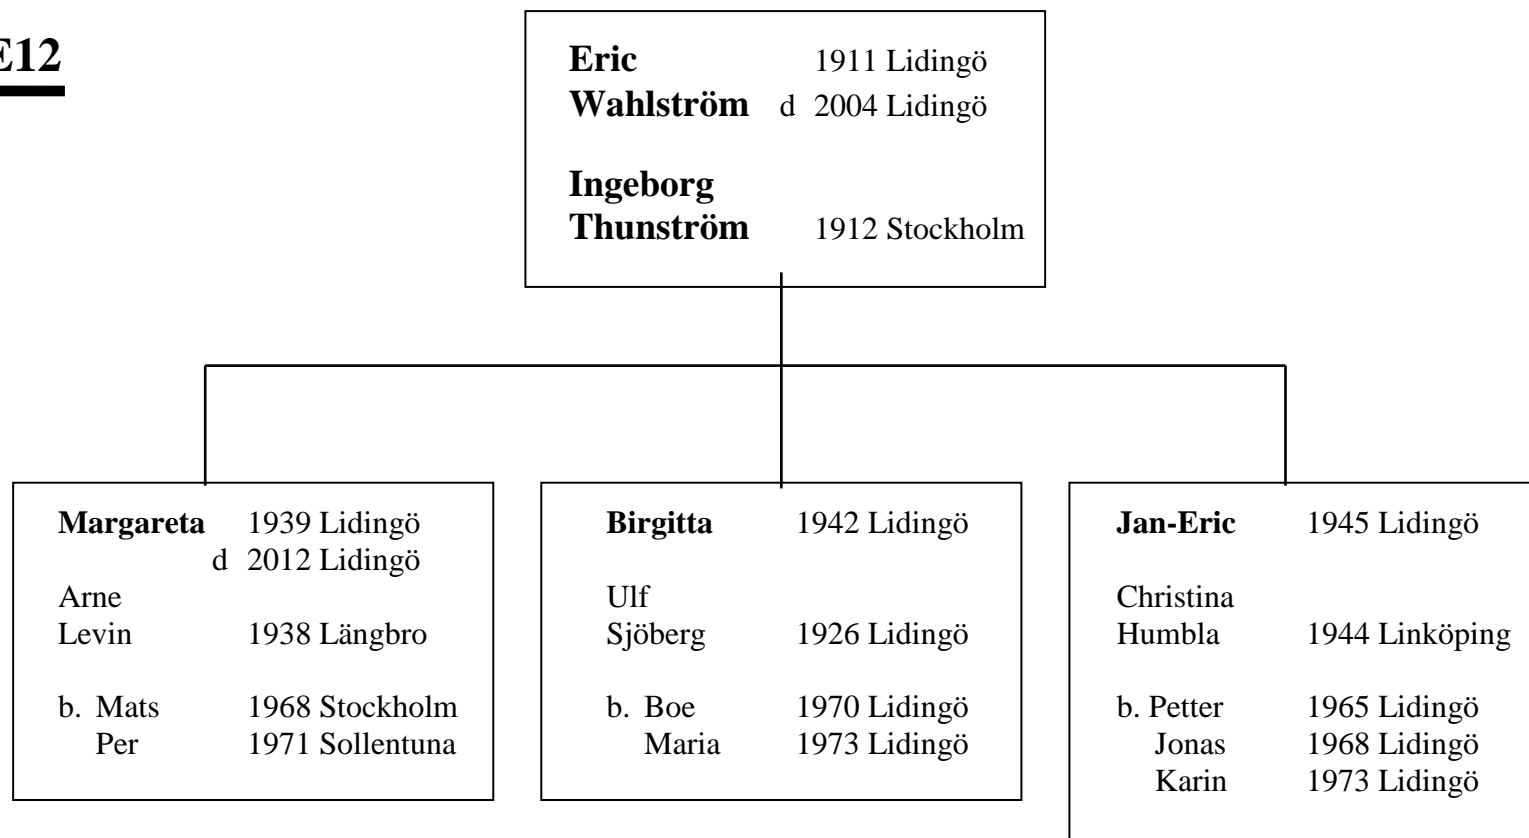 E12
Eric 1911 Lidingö
Wahlström d 2004 Lidingö
Ingeborg
Thunström 1912 Stockholm
Margareta 1939 Lidingö
d 2012 Lidingö
Arne
Levin 1938 Längbro
b. Mats 1968 Stockholm
Per 1971 Sollentuna
Birgitta 1942 Lidingö
Ulf
Sjöberg 1926 Lidingö
b. Boe 1970 Lidingö
Maria 1973 Lidingö
Jan-Eric 1945 Lidingö
Christina
Humbla 1944 Linköping
b. Petter 1965 Lidingö
Jonas 1968 Lidingö
Karin 1973 Lidingö